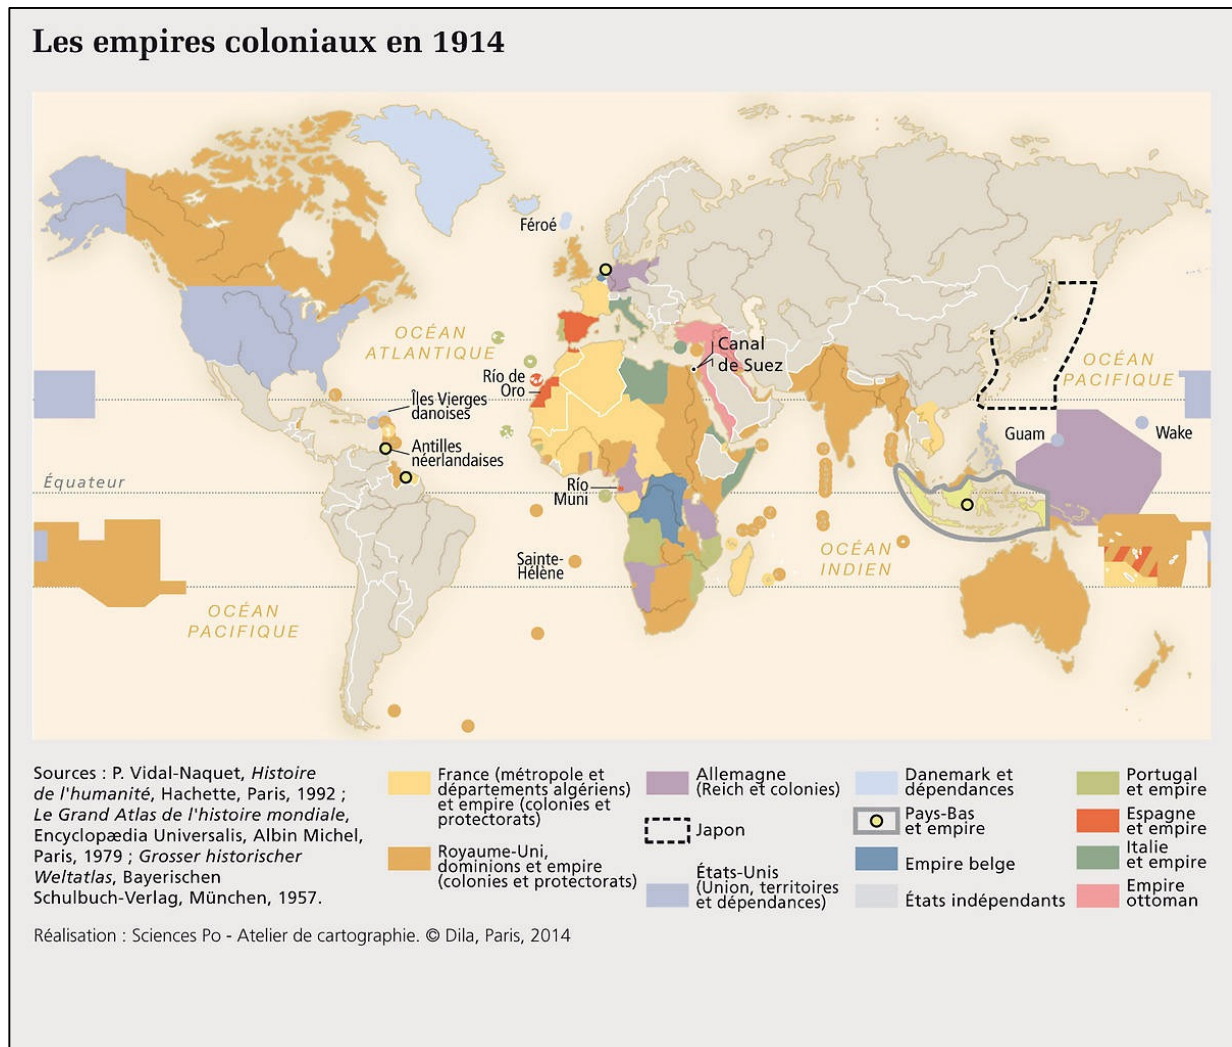 Les empires coloniaux en 1914
Féroé
OCÉAN
ATLANTIQUE
Canal
de Suez
OCÉAN
PACIFIQUE
Río de
Oro
Îles Vierges
danoises
Guam
Wake
Antilles
néerlandaises
Équateur
Río
Muni
Sainte-
Hélène
OCÉAN
INDIEN
OCÉAN
PACIFIQUE
Sources : P. Vidal-Naquet, Histoire
de l'humanité, Hachette, Paris, 1992 ;
Le Grand Atlas de l'histoire mondiale,
Encyclopædia Universalis, Albin Michel,
Paris, 1979 ; Grosser historischer
Weltatlas, Bayerischen
Schulbuch-Verlag, München, 1957.
France (métropole et
départements algériens)
et empire (colonies et
protectorats)
Royaume-Uni,
dominions et empire
(colonies et protectorats)
Allemagne
(Reich et colonies)
Japon
États-Unis
(Union, territoires
et dépendances)
Danemark et
dépendances
Pays-Bas
et empire
Empire belge
États indépendants
Portugal
et empire
Espagne
et empire
Italie
et empire
Empire
ottoman
Réalisation : Sciences Po - Atelier de cartographie. © Dila, Paris, 2014